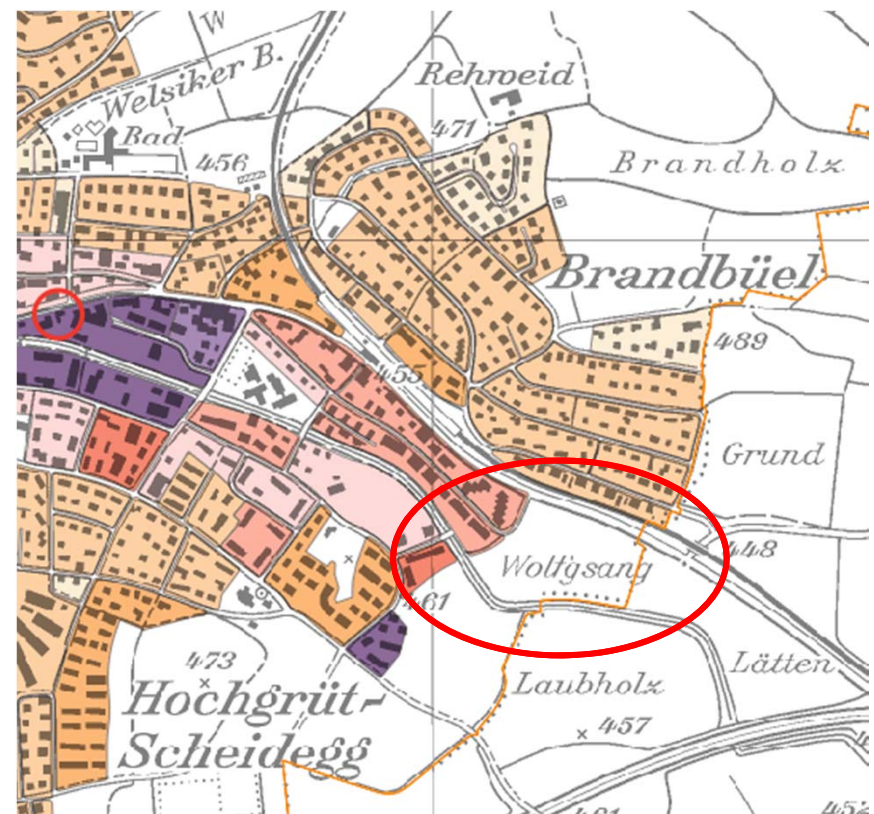 W
Welsiker B.
Bad
456
Rehweid
471
Brandholz
Brandbüel
489
455
Grund
448
Wolfgsang
461
Laubholz
Lätten
473
Hochgrüt-
Scheidegg
457